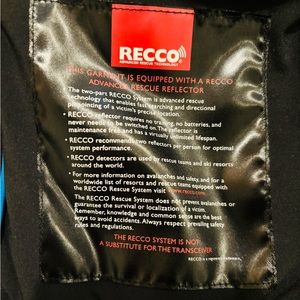 RECCO
ADVANCED RESCUE TECHNOLOGY
THIS GARMENT IS EQUIPPED WITH A RECCO
ADVANCED RESCUE REFLECTOR
The two-part RECCO System is advanced rescue
technology that enables fast searching and directional
pinpointing of a victim's precise location.
• RECCO reflector requires no training, no batteries, and
never needs to be switched on. The reflector is
maintenance free and has a virtually unlimited lifespan.
• RECCO recommends two reflectors per person for optimal
system performance.
• RECCO detectors are used by rescue teams and ski resorts
around the world.
• For more information on avalanches and safety, and for a
worldwide list of resorts and rescue teams equipped with
the RECCO Rescue System visit www.recco.com
The RECCO Rescue System does not prevent avalanches or
guarantee the survival or localization of a victim.
Remember, knowledge and common sense are the best
ways to avoid accidents. Always respect prevailing safety
rules and regulations.
THE RECCO SYSTEM IS NOT
A SUBSTITUTE FOR THE TRANSCEIVER
RECCO is a registered trademark.